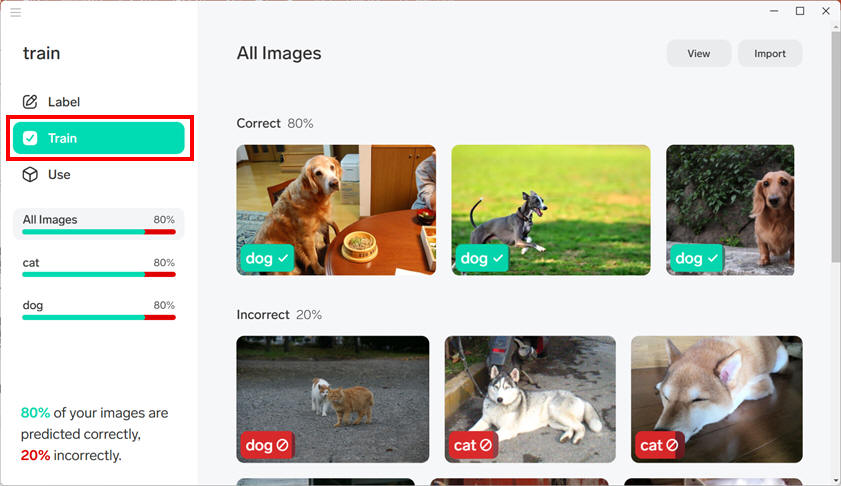 train
Label
Train
Use
All Images 80%
cat 80%
dog 80%
80% of your images are
predicted correctly,
20% incorrectly.
All Images
View
Import
Correct 80%
dog
dog
dog
Incorrect 20%
dog
cat
cat